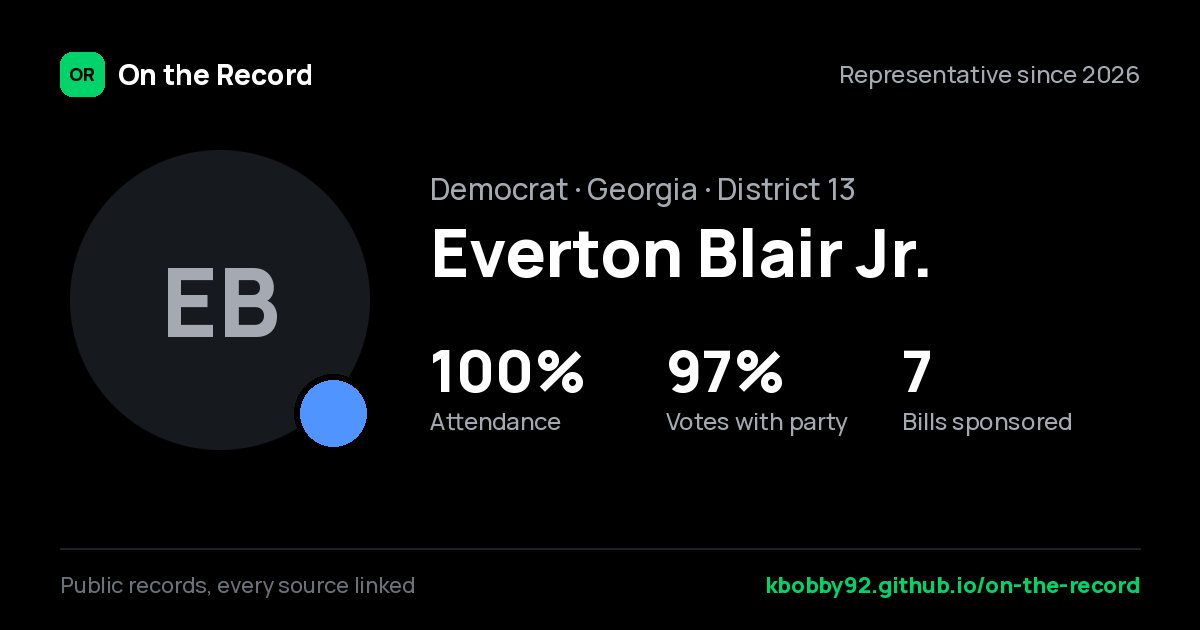 OR On the Record
Representative since 2026
EB
Democrat · Georgia · District 13
Everton Blair Jr.
100% 97% 7
Attendance Votes with party Bills sponsored
Public records, every source linked
kbobby92.github.io/on-the-record